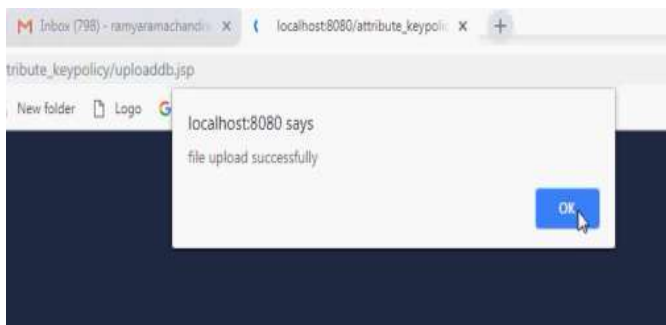 Inbox (798) - ramyaramachandr
localhost:8080/attribute_keypolic
tribute_keypolicy/uploaddb.jsp
New folder Logo G
localhost:8080 says
file upload successfully
OK